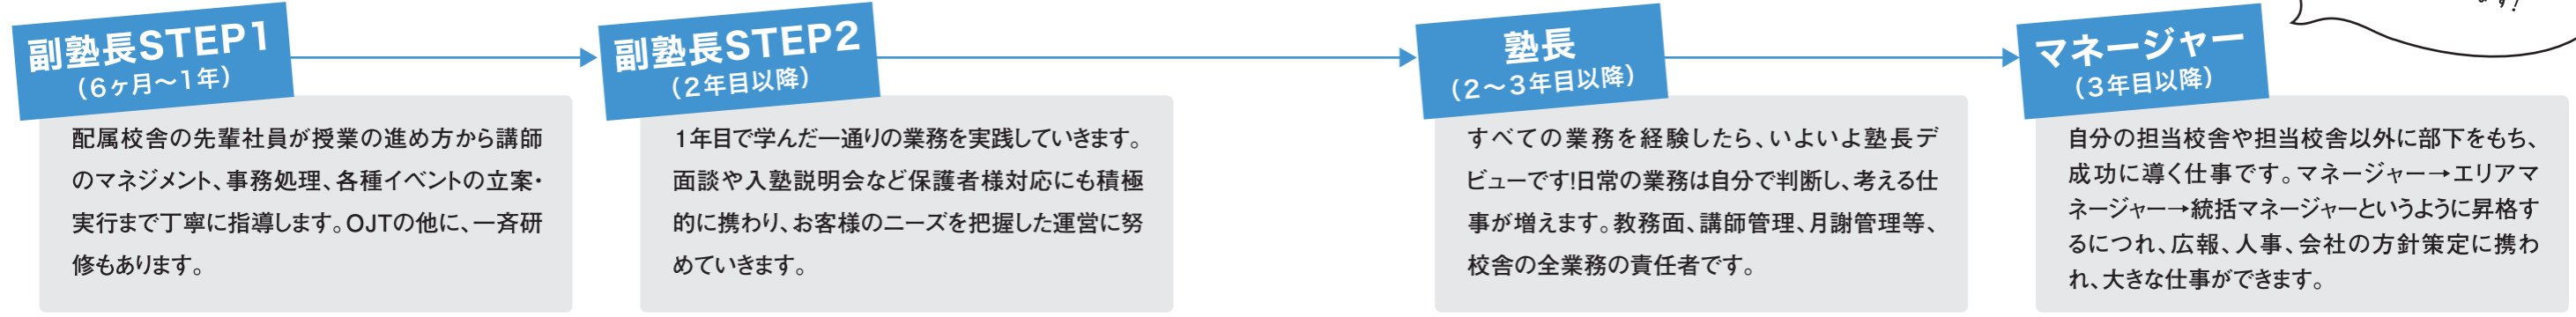 副塾長STEP1
（6ヶ月〜1年）
配属校舎の先輩社員が授業の進め方から講師
のマネジメント、事務処理、各種イベントの立案・
実行まで丁寧に指導します。OJTの他に、一斉研
修もあります。
副塾長STEP2
（2年目以降）
1年目で学んだ一通りの業務を実践していきます。
面談や入塾説明会など保護者様対応にも積極
的に携わり、お客様のニーズを把握した運営に努
めていきます。
塾長
（2〜3年目以降）
すべての業務を経験したら、いよいよ塾長デ
ビューです!日常の業務は自分で判断し、考える仕
事が増えます。教務面、講師管理、月謝管理等、
校舎の全業務の責任者です。
マネージャー
（3年目以降）
自分の担当校舎や担当校舎以外に部下をもち、
成功に導く仕事です。マネージャー→エリアマ
ネージャー→統括マネージャーというように昇格す
るにつれ、広報、人事、会社の方針策定に携わ
れ、大きな仕事ができます。